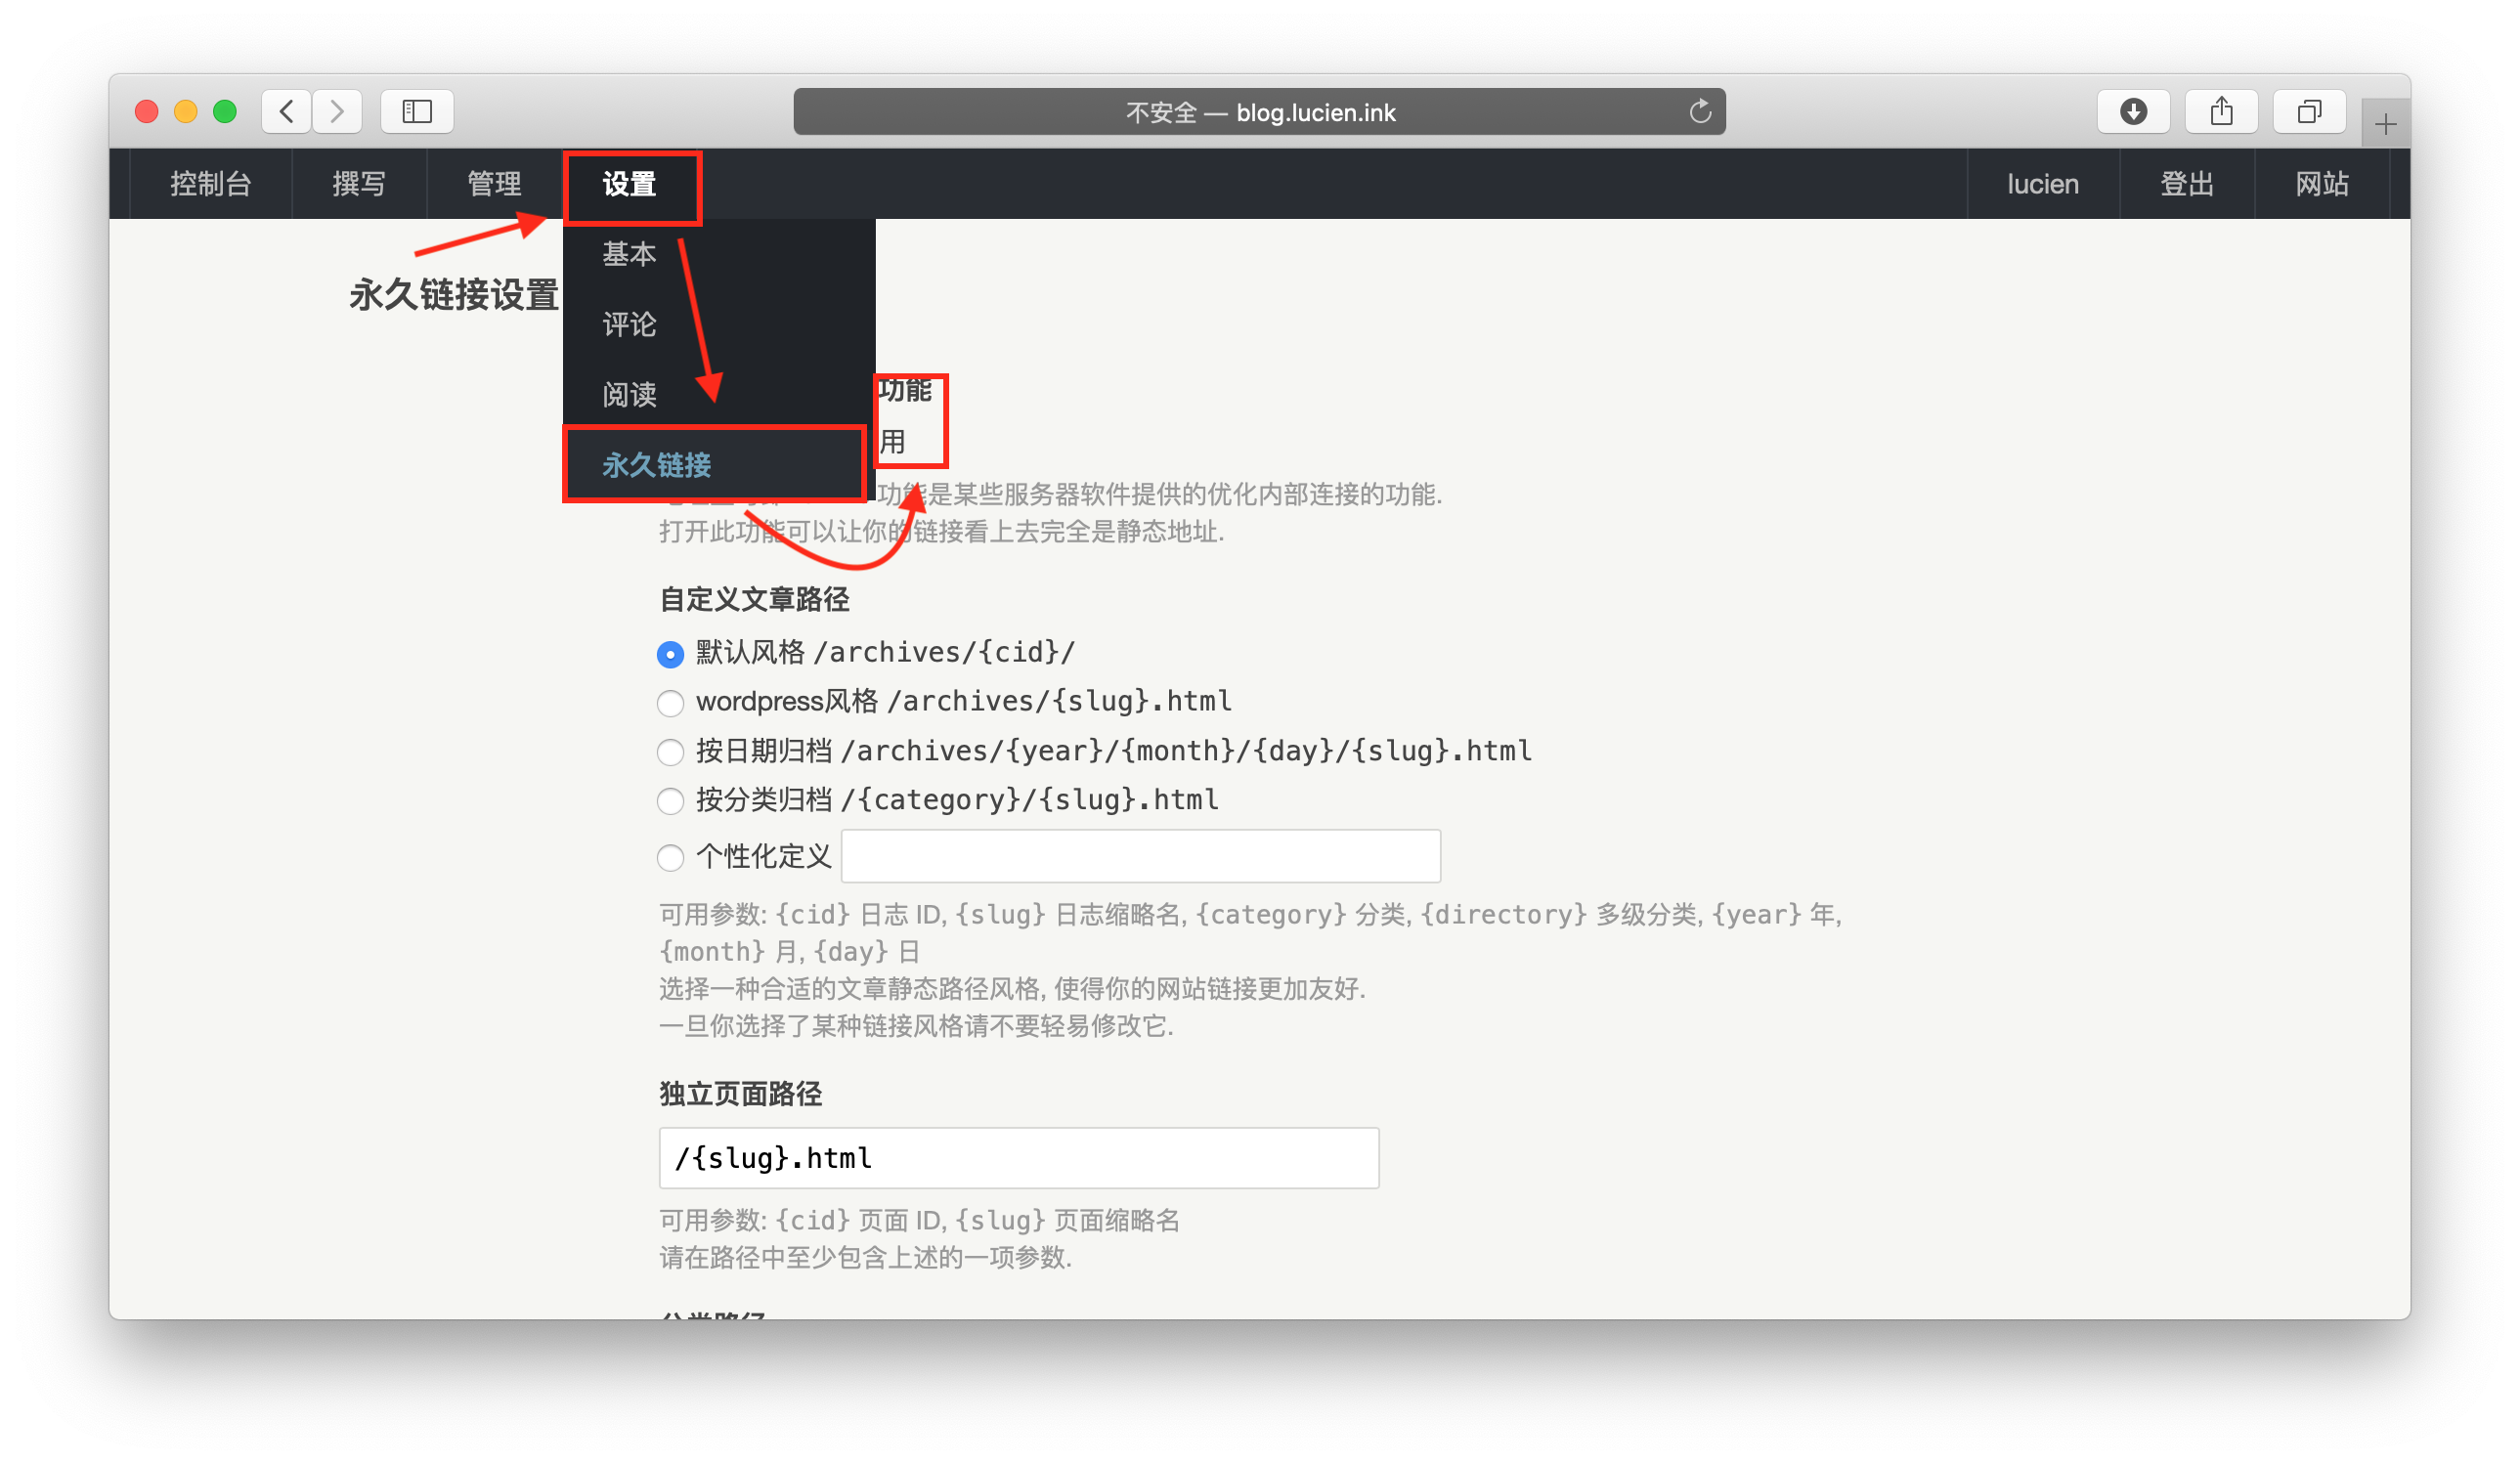 不安全 — blog.lucien.ink
控制台 撰写 管理 设置 lucien 登出 网站
基本
永久链接设置
评论
阅读
功能
用
永久链接
功能是某些服务器软件提供的优化内部连接的功能.
打开此功能可以让你的链接看上去完全是静态地址.
自定义文章路径
默认风格 /archives/{cid}/
wordpress风格 /archives/{slug}.html
按日期归档 /archives/{year}/{month}/{day}/{slug}.html
按分类归档 /{category}/{slug}.html
个性化定义
可用参数: {cid} 日志 ID, {slug} 日志缩略名, {category} 分类, {directory} 多级分类, {year} 年,
{month} 月, {day} 日
选择一种合适的文章静态路径风格, 使得你的网站链接更加友好.
一旦你选择了某种链接风格请不要轻易修改它.
独立页面路径
/{slug}.html
可用参数: {cid} 页面 ID, {slug} 页面缩略名
请在路径中至少包含上述的一项参数.